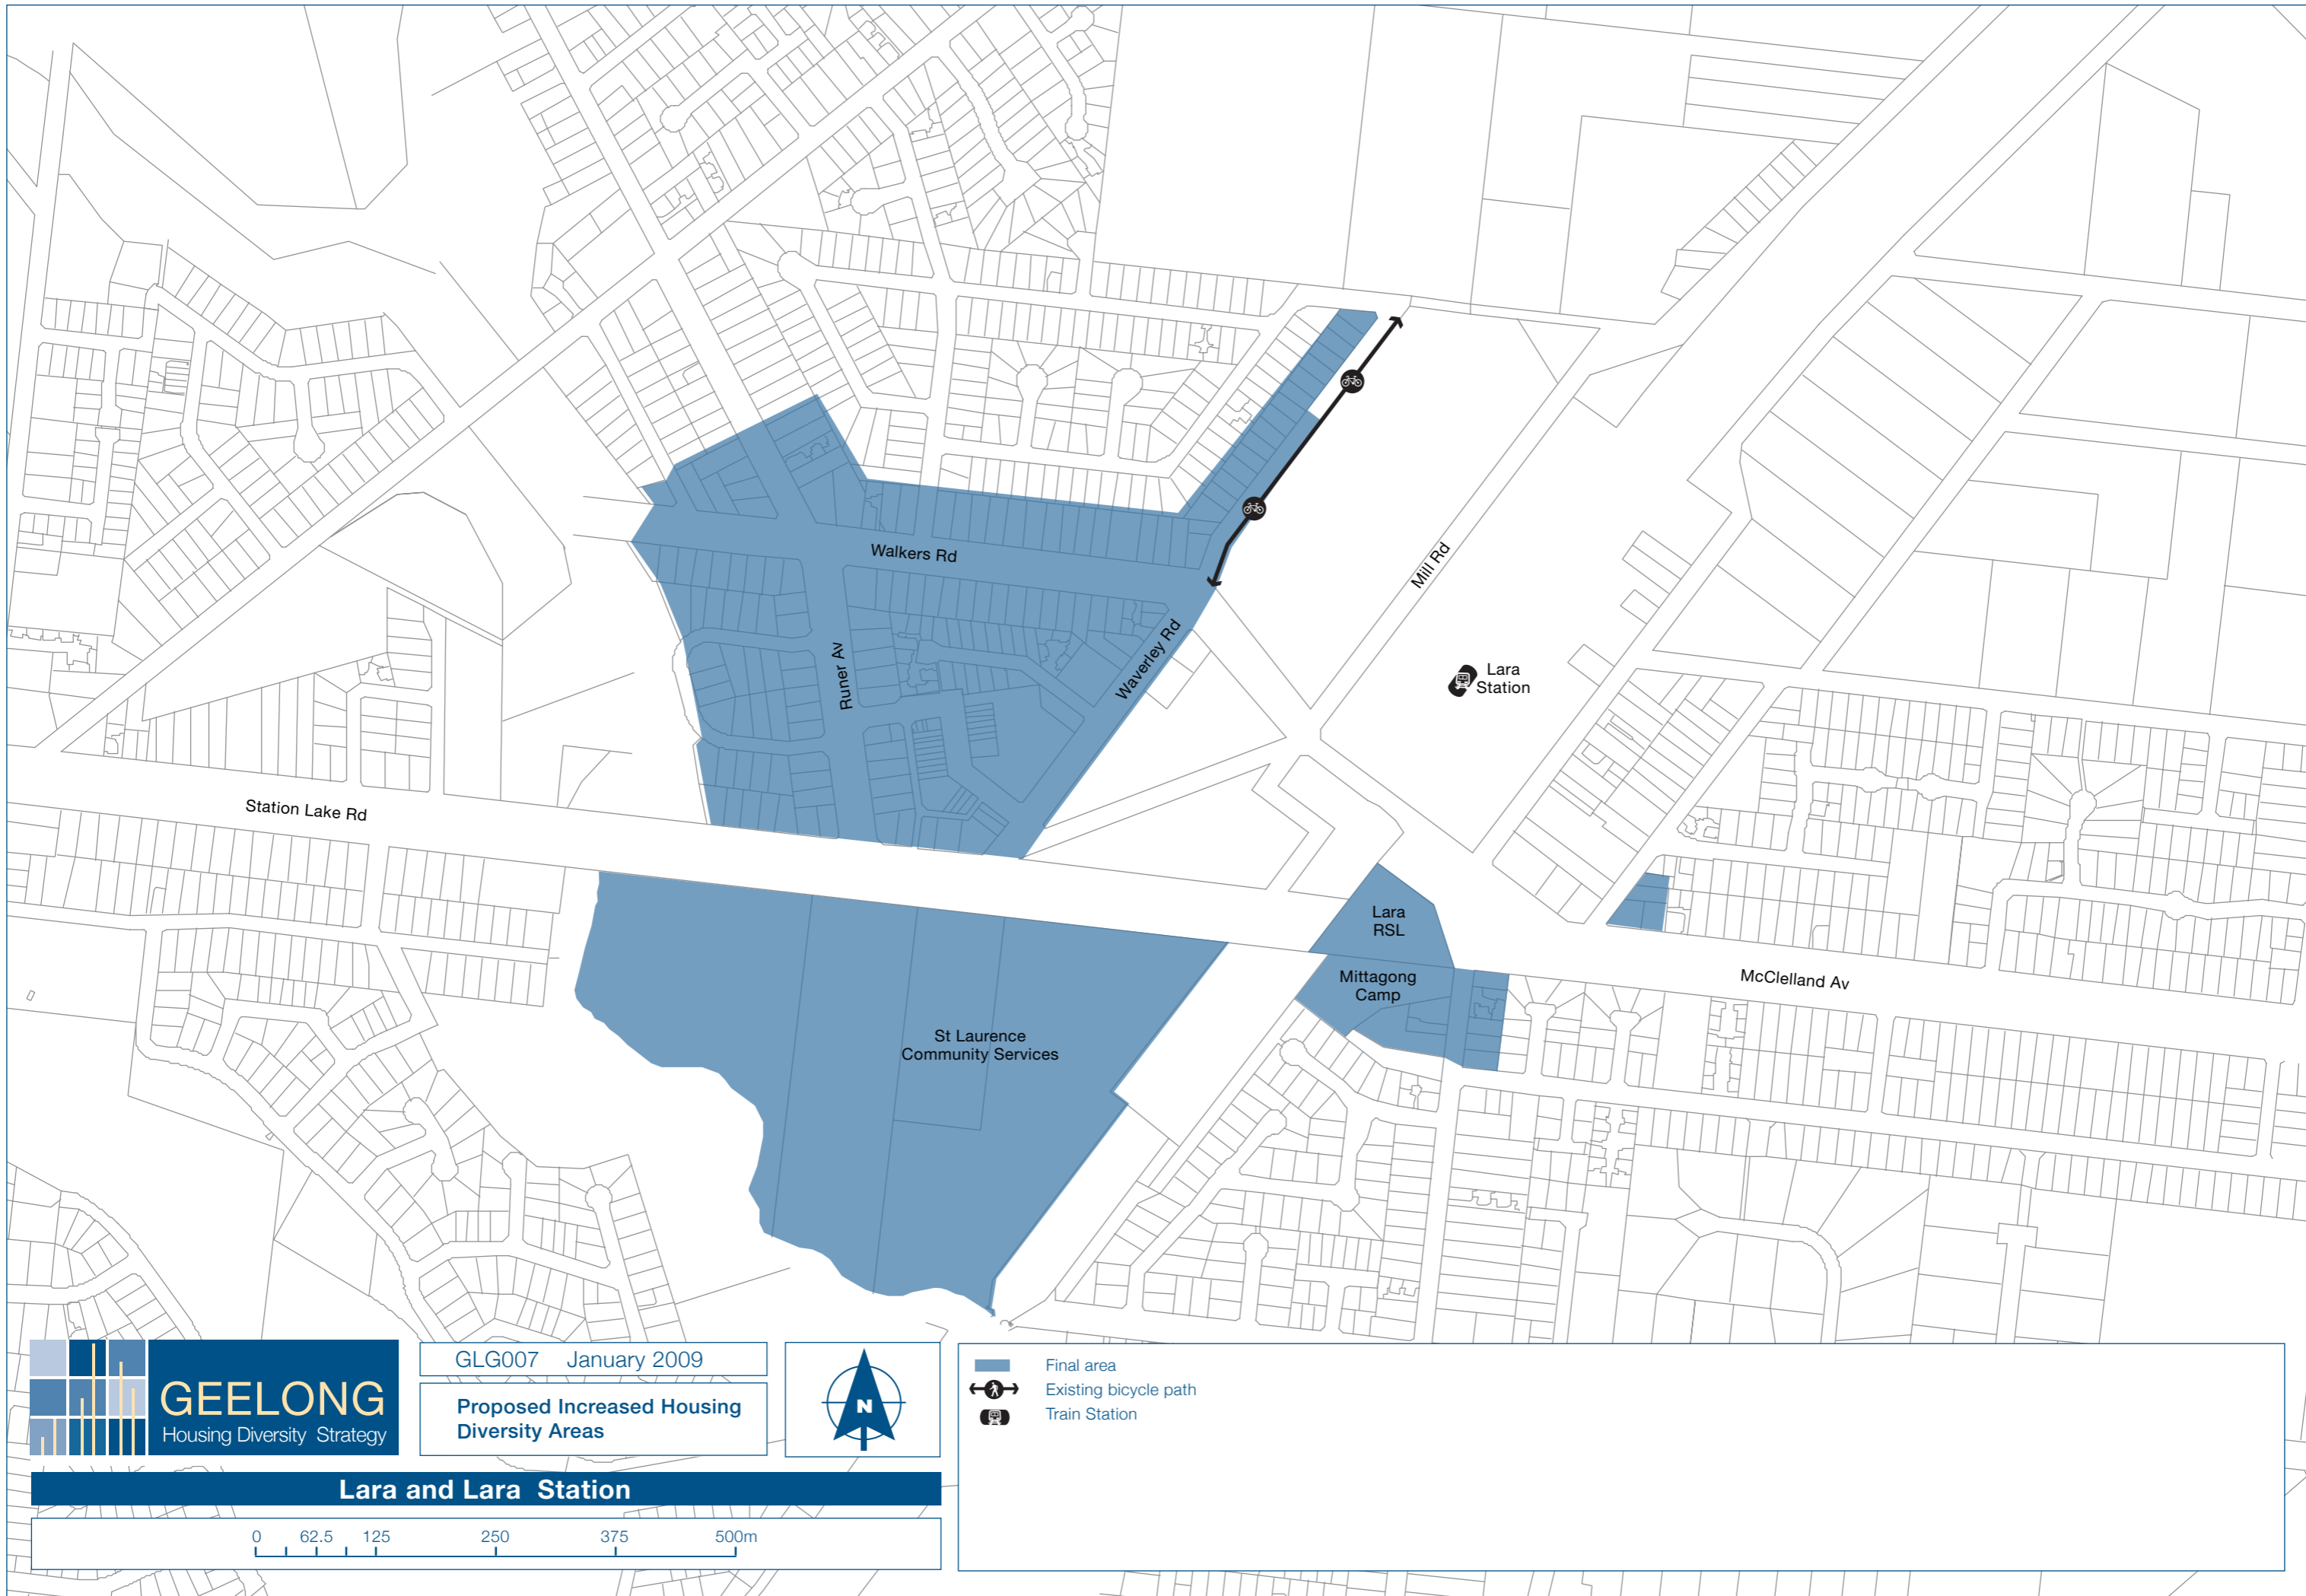 Walkers Rd
Mill Rd
Runer Av
Waverley Rd
Lara
Station
Station Lake Rd
Lara
RSL
Mittagong
Camp
McClelland Av
St Laurence
Community Services
GEELONG
Housing Diversity Strategy
GLG007 January 2009
Proposed Increased Housing
Diversity Areas
N
Final area
Existing bicycle path
Train Station
Lara and Lara Station
0 62.5 125 250 375 500m